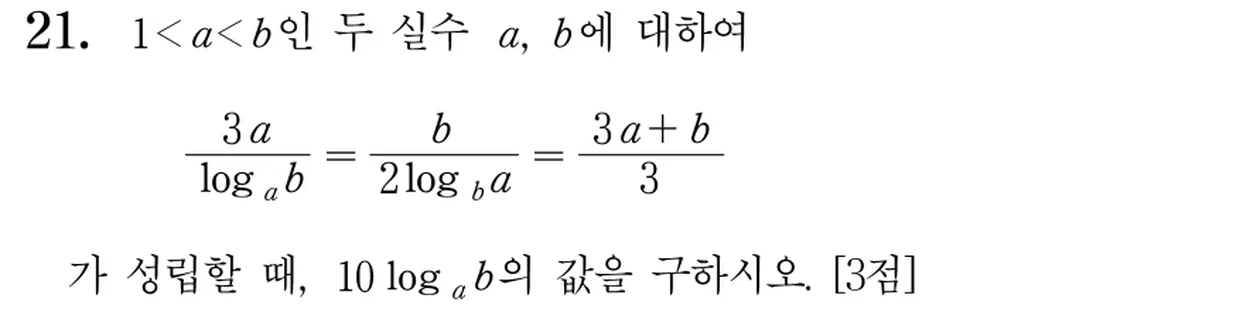 21. 1<a<b인 두 실수 a, b에 대하여
3a/log_a b = b/2log_b a = 3a+b/3
가 성립할 때, 10 log_a b의 값을 구하시오. [3점]